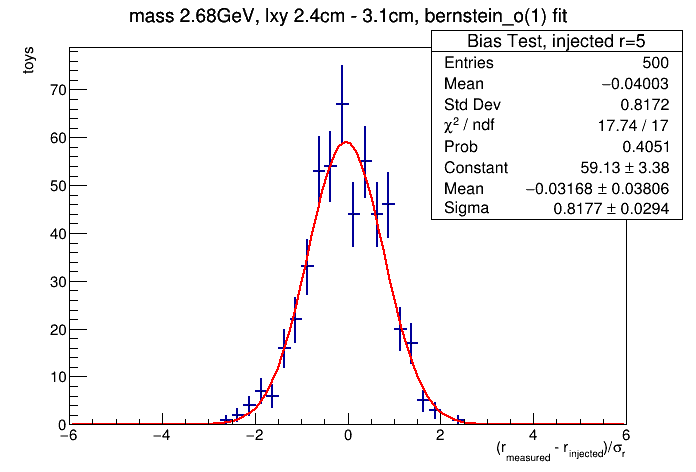 mass 2.68GeV, lxy 2.4cm - 3.1cm, bernstein_o(1) fit
toys
Bias Test, injected r=5
Entries 500
Mean −0.04003
Std Dev 0.8172
χ² / ndf 17.74 / 17
Prob 0.4051
Constant 59.13 ± 3.38
Mean −0.03168 ± 0.03806
Sigma 0.8177 ± 0.0294
70
60
50
40
30
20
10
0
−6 −4 −2 0 2 4 6
(r_measured - r_injected)/σ_r